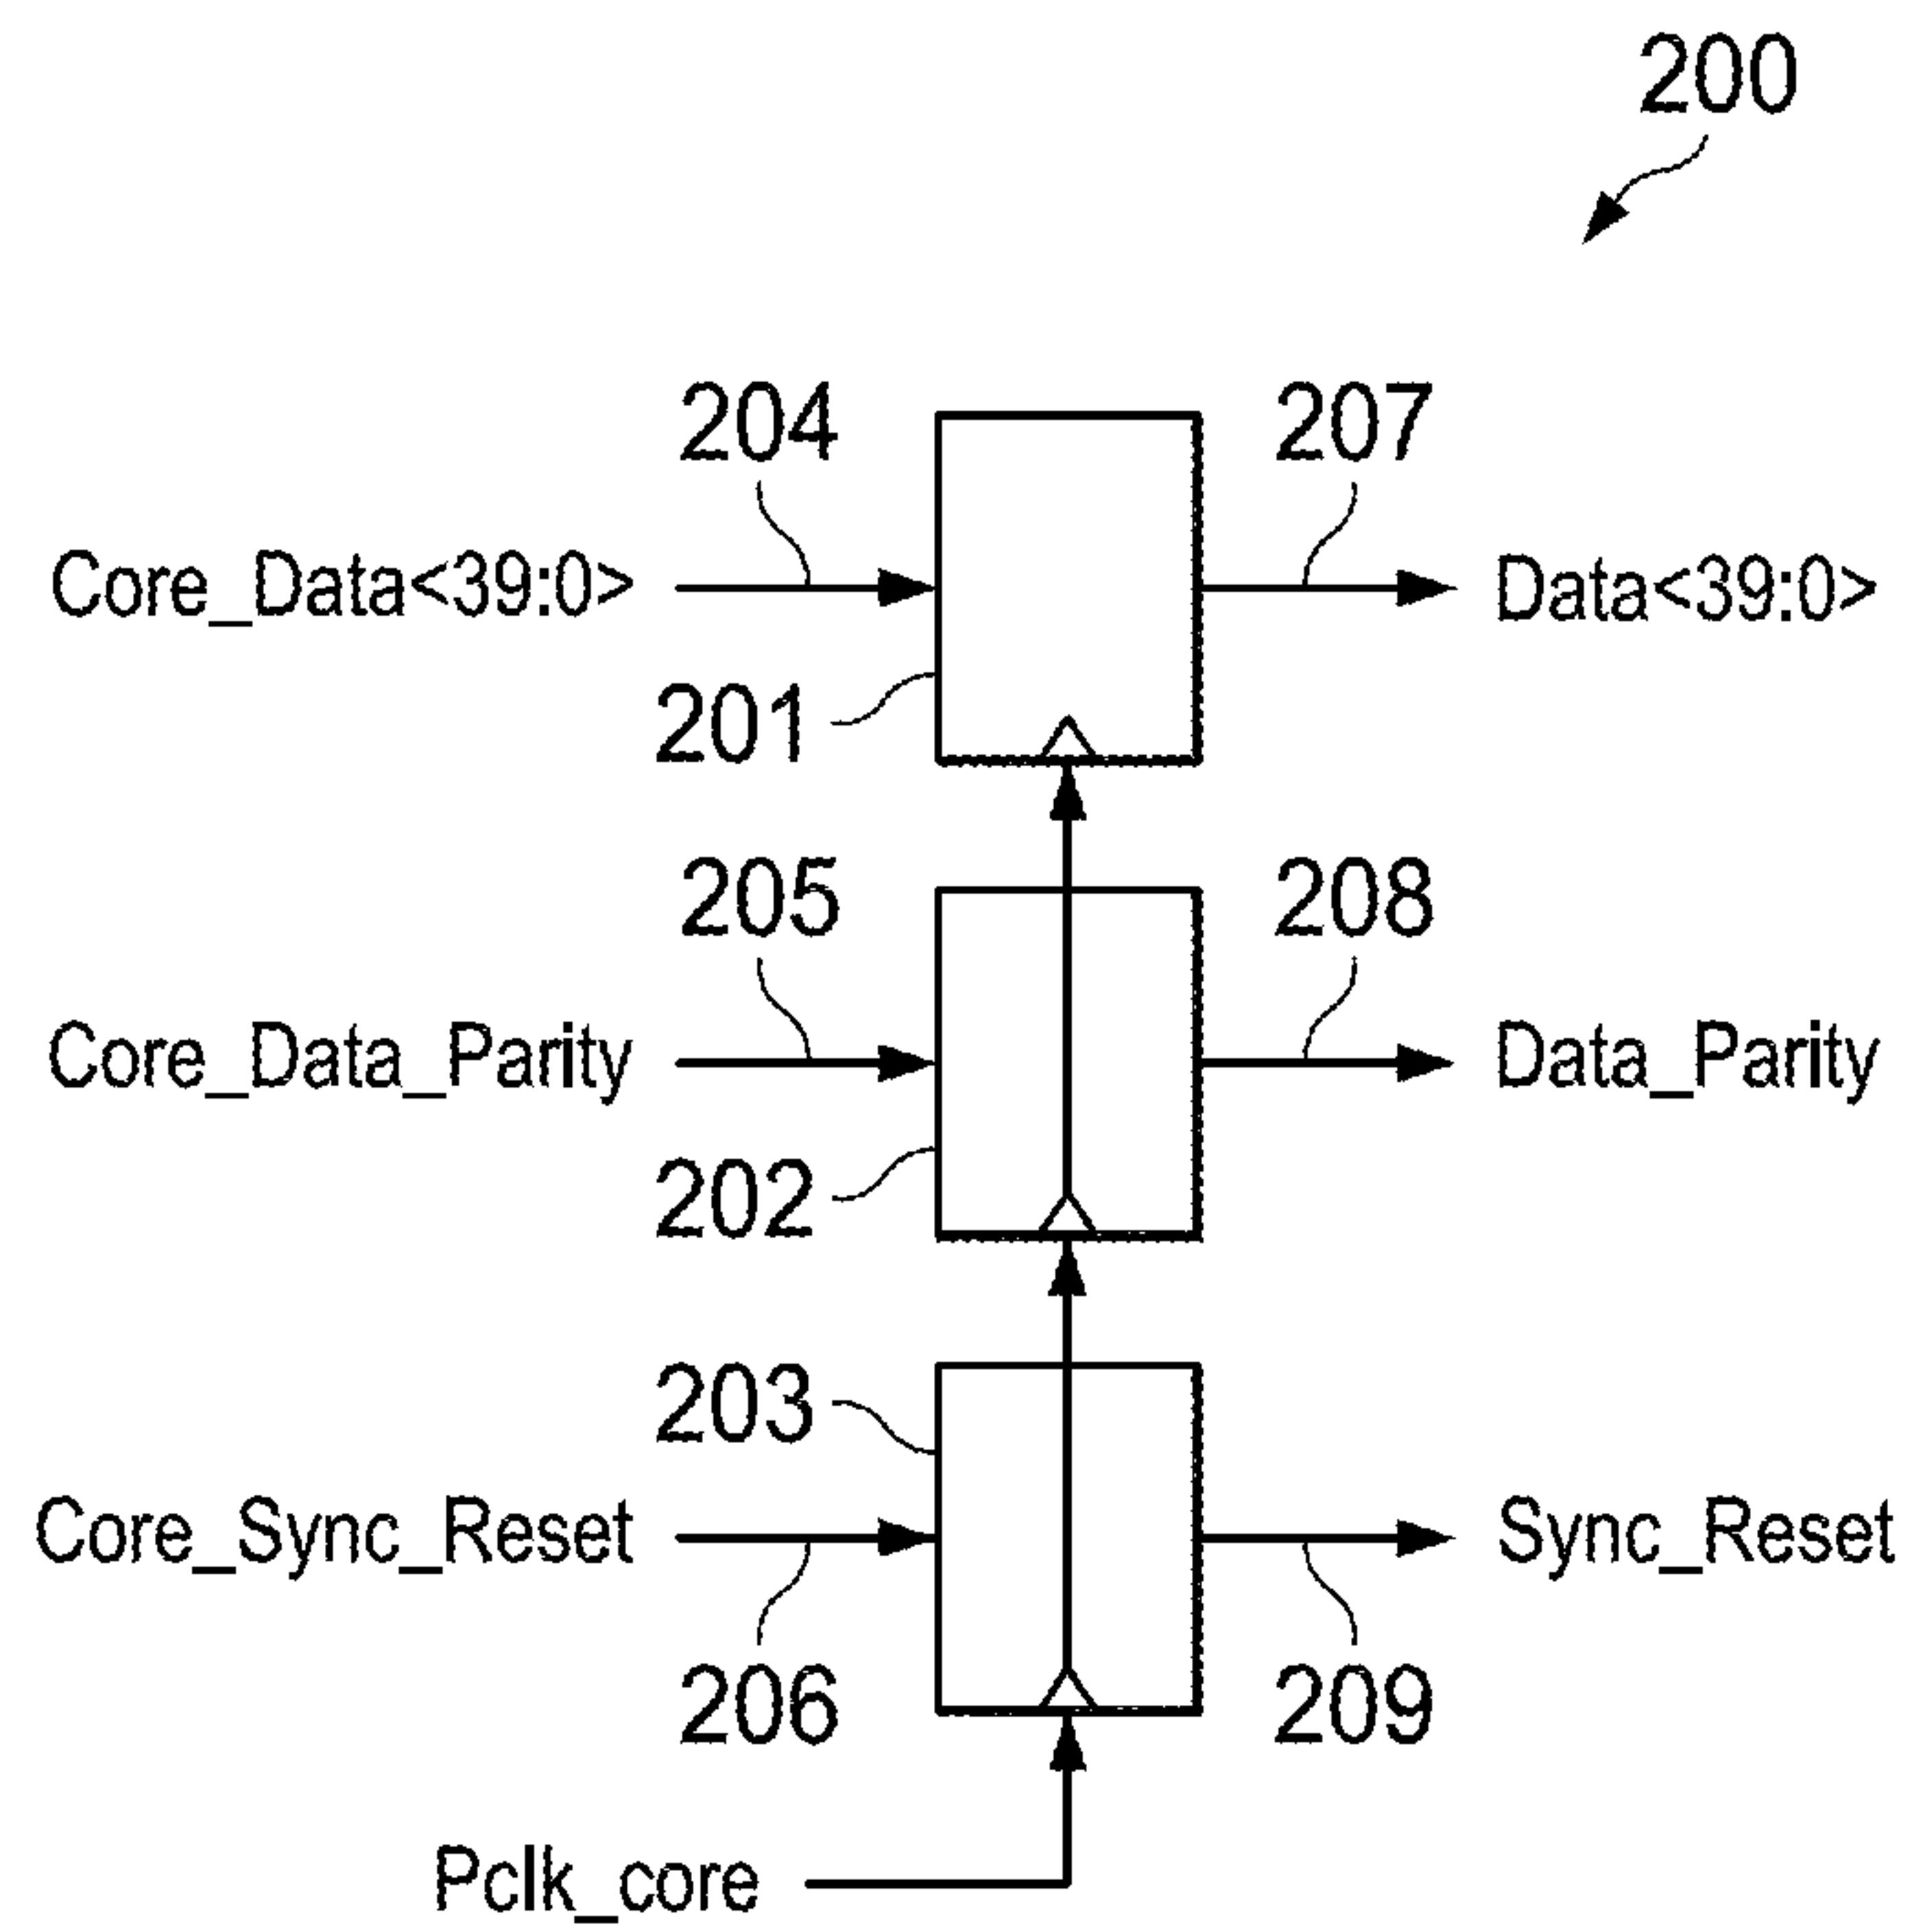 200
204
207
Core_Data<39:0>
Data<39:0>
201
205
208
Core_Data_Parity
Data_Parity
202
203
Core_Sync_Reset
Sync_Reset
206
209
Pclk_core